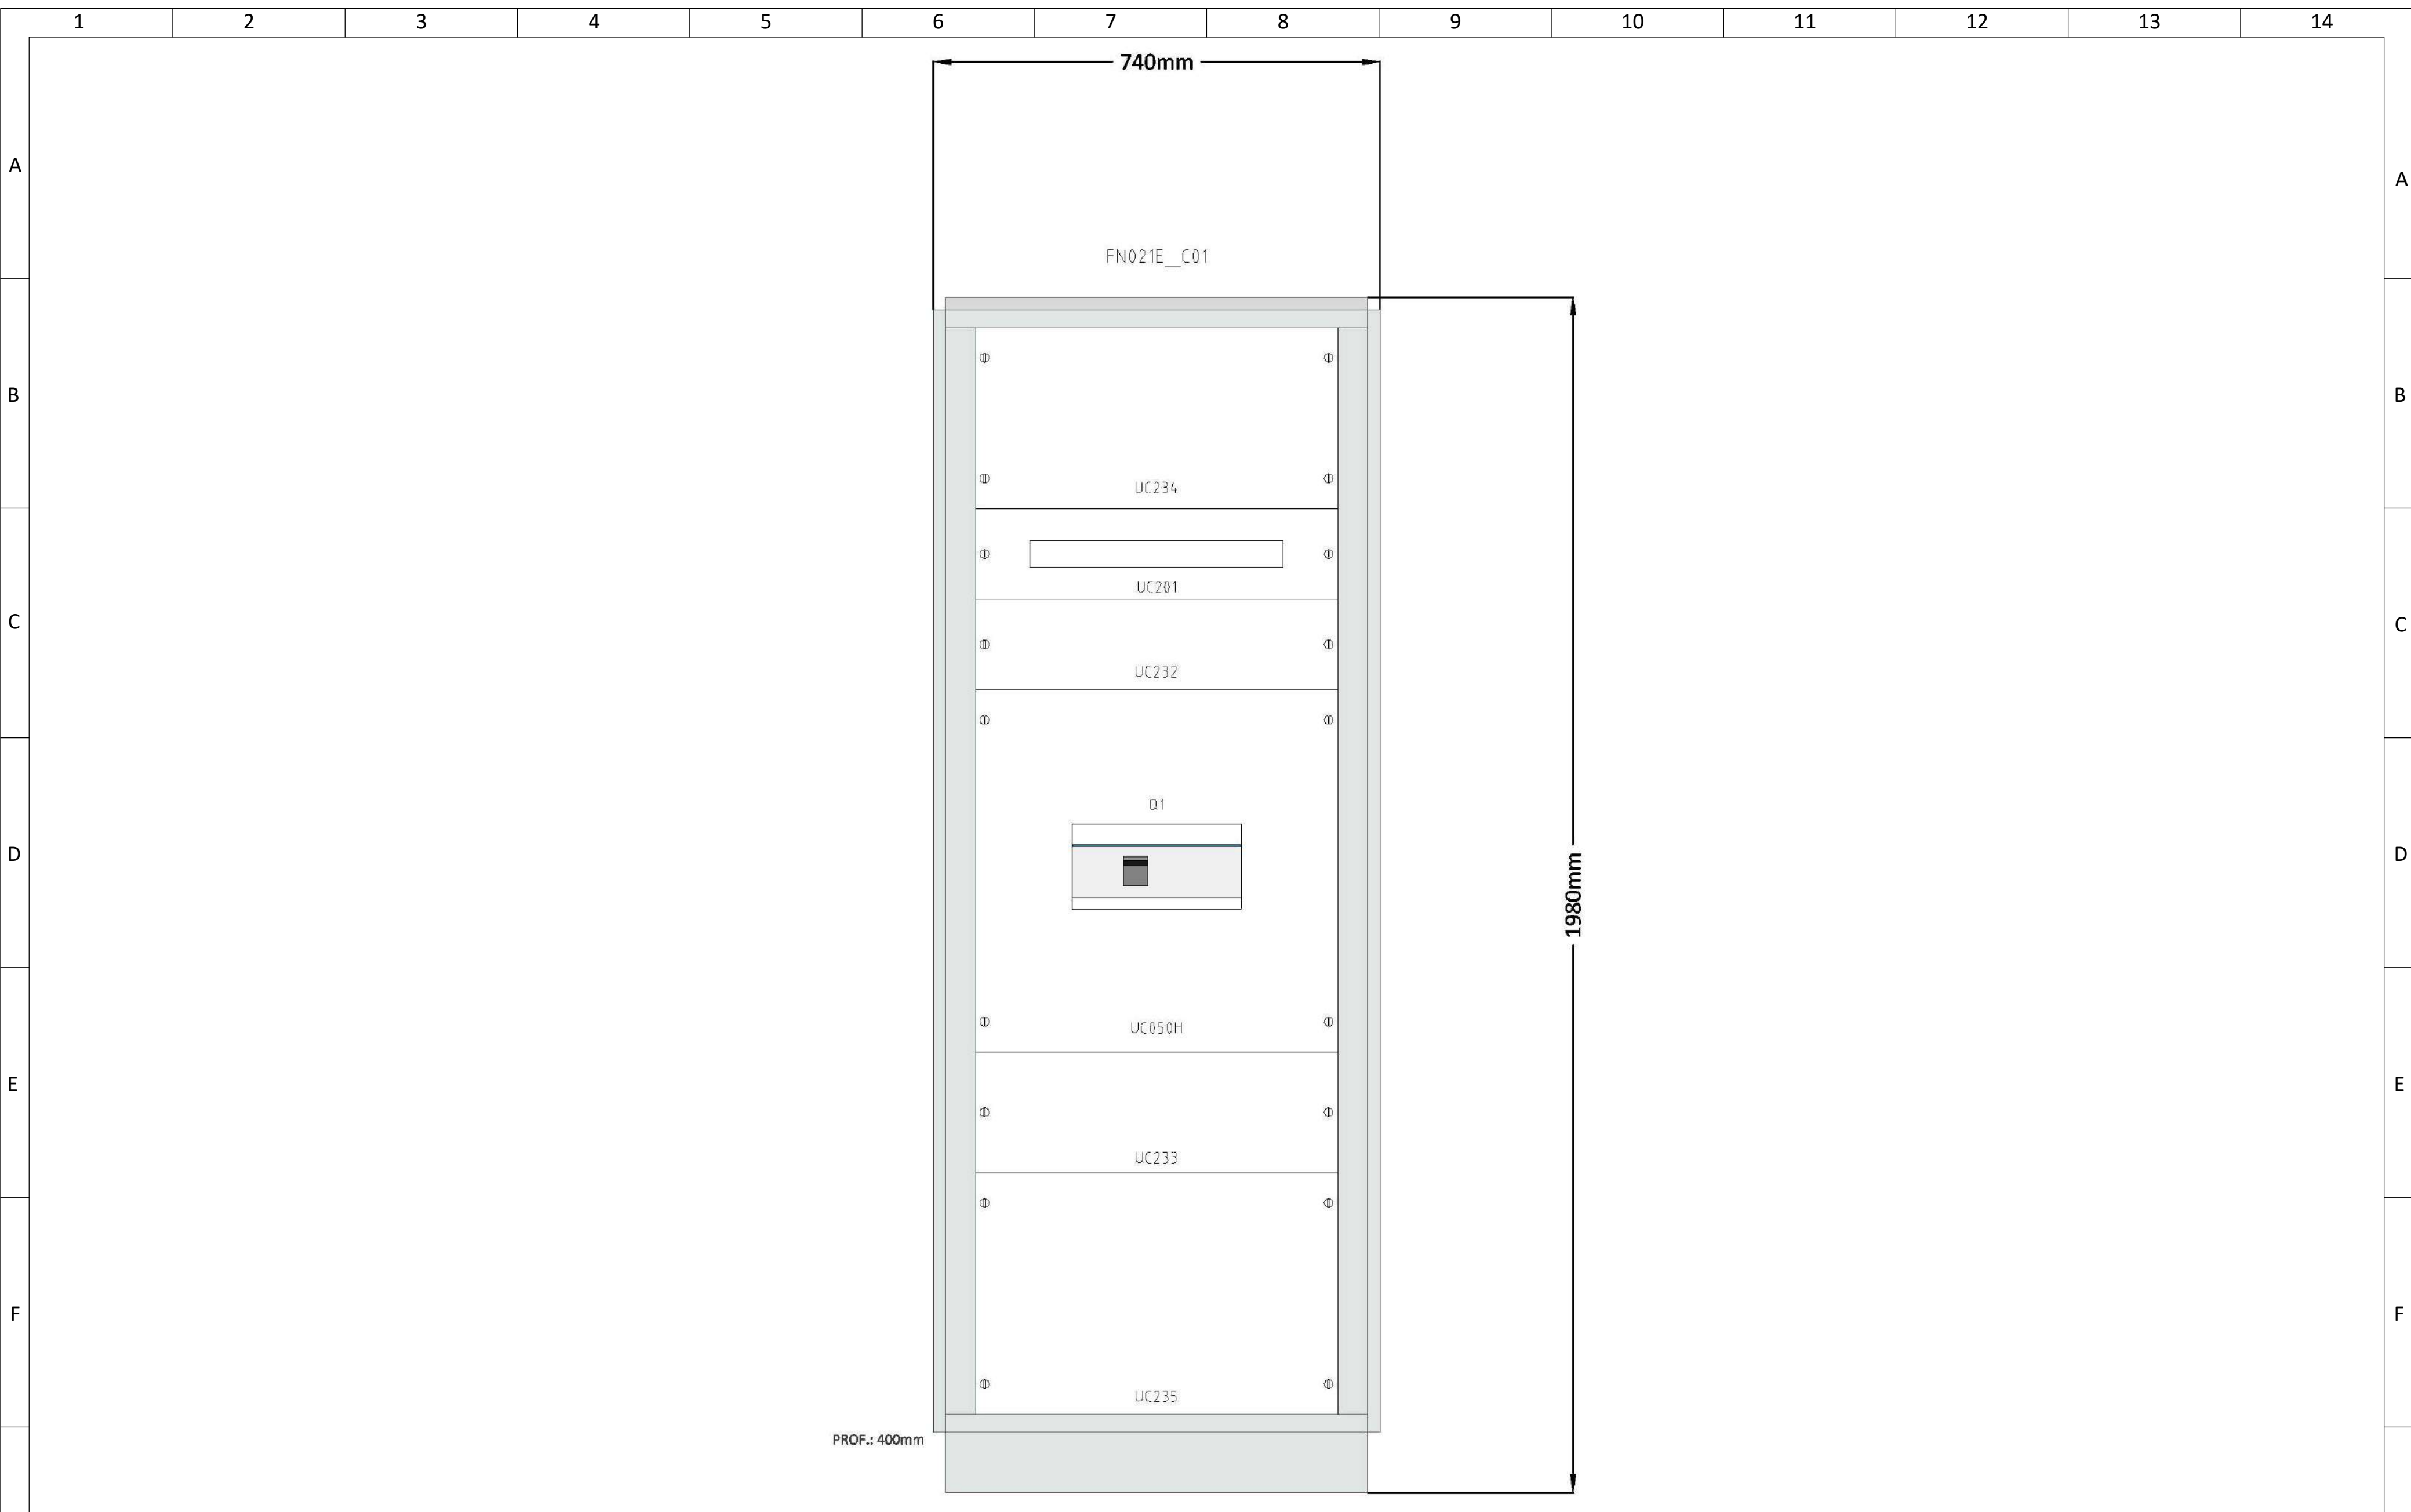 1 2 3 4 5 6 7 8 9 10 11 12 13 14
740mm
A A
FN021E__C01
B B
UC234
UC201
C C
UC232
Q1
D D
1980mm
UC050H
E E
UC233
F F
UC235
PROF.: 400mm